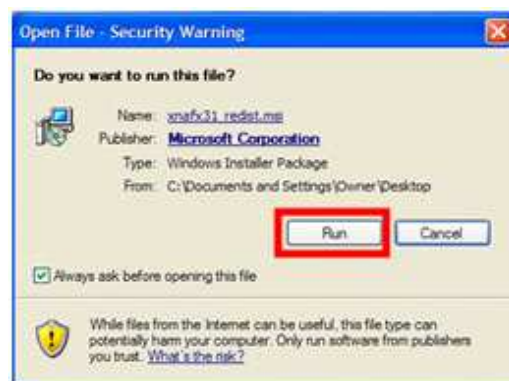 Open File - Security Warning
Do you want to run this file?
Name: xnafx31_redist.msi
Publisher: Microsoft Corporation
Type: Windows Installer Package
From: C:\Documents and Settings\Owner\Desktop
Run
Cancel
Always ask before opening this file
While files from the Internet can be useful, this file type can
potentially harm your computer. Only run software from publishers
you trust. What's the risk?